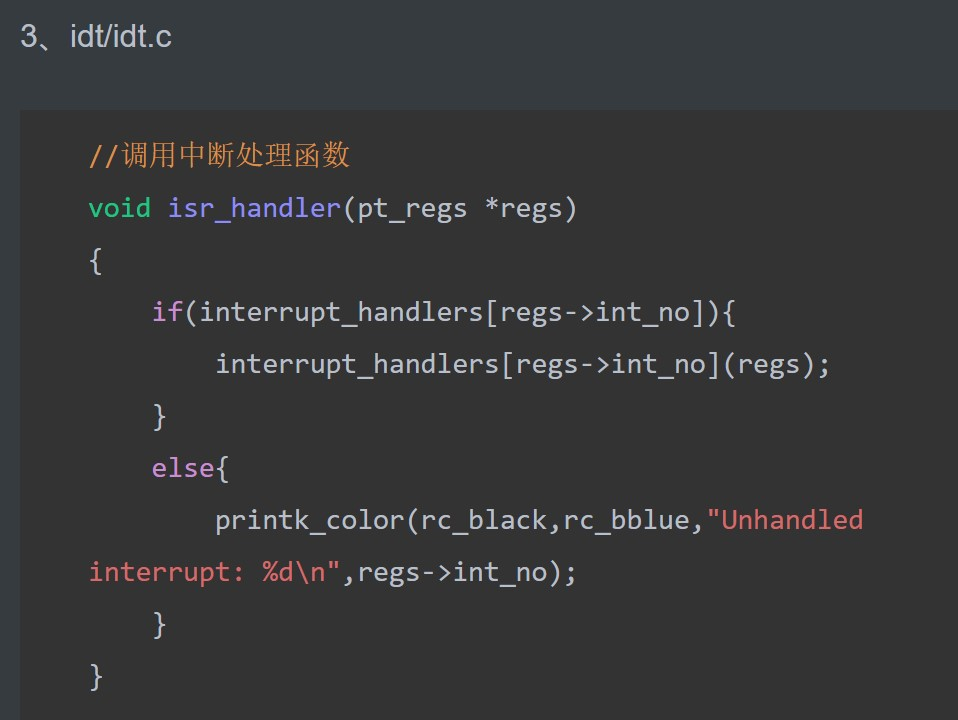 3、idt/idt.c
//调用中断处理函数
void isr_handler(pt_regs *regs)
{
    if(interrupt_handlers[regs->int_no]){
        interrupt_handlers[regs->int_no](regs);
    }
    else{
        printk_color(rc_black,rc_bblue,"Unhandled
interrupt: %d\n",regs->int_no);
    }
}